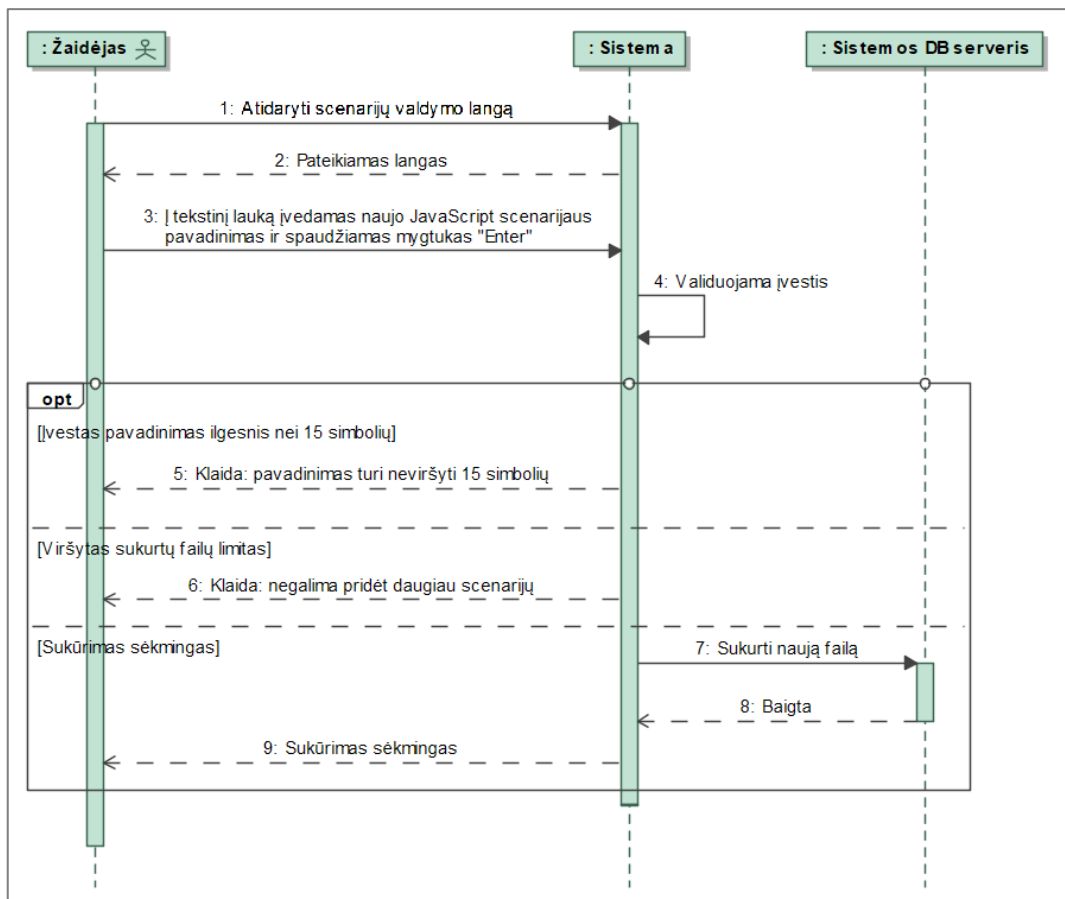 : Žaidėjas
: Sistema
: Sistemos DB serveris
1: Atidaryti scenarijų valdymo langą
2: Pateikiamas langas
3: Į tekstinį lauką įvedamas naujo JavaScript scenarijaus
pavadinimas ir spaudžiamas mygtukas "Enter"
4: Validuojama įvestis
opt
[Įvestas pavadinimas ilgesnis nei 15 simbolių]
5: Klaida: pavadinimas turi neviršyti 15 simbolių
[Viršytas sukurtų failų limitas]
6: Klaida: negalima pridėt daugiau scenarijų
[Sukūrimas sėkmingas]
7: Sukurti naują failą
8: Baigta
9: Sukūrimas sėkmingas